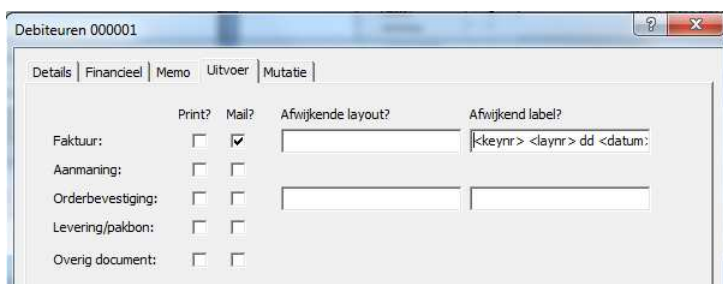 Debiteuren 000001
Details Financieel Memo Uitvoer Mutatie
Print? Mail? Afwijkende layout? Afwijkend label?
Faktuur: <keynr> <laynr> dd <datum>
Aanmaning:
Orderbevestiging:
Levering/pakbon:
Overig document: